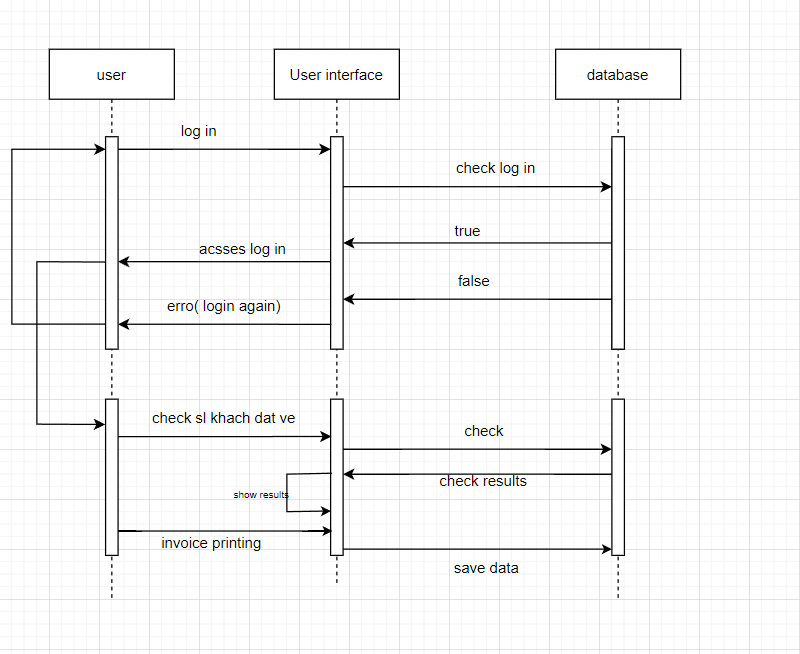 user
User interface
database
log in
check log in
true
acsses log in
false
erro( login again)
check sl khach dat ve
check
check results
show results
invoice printing
save data